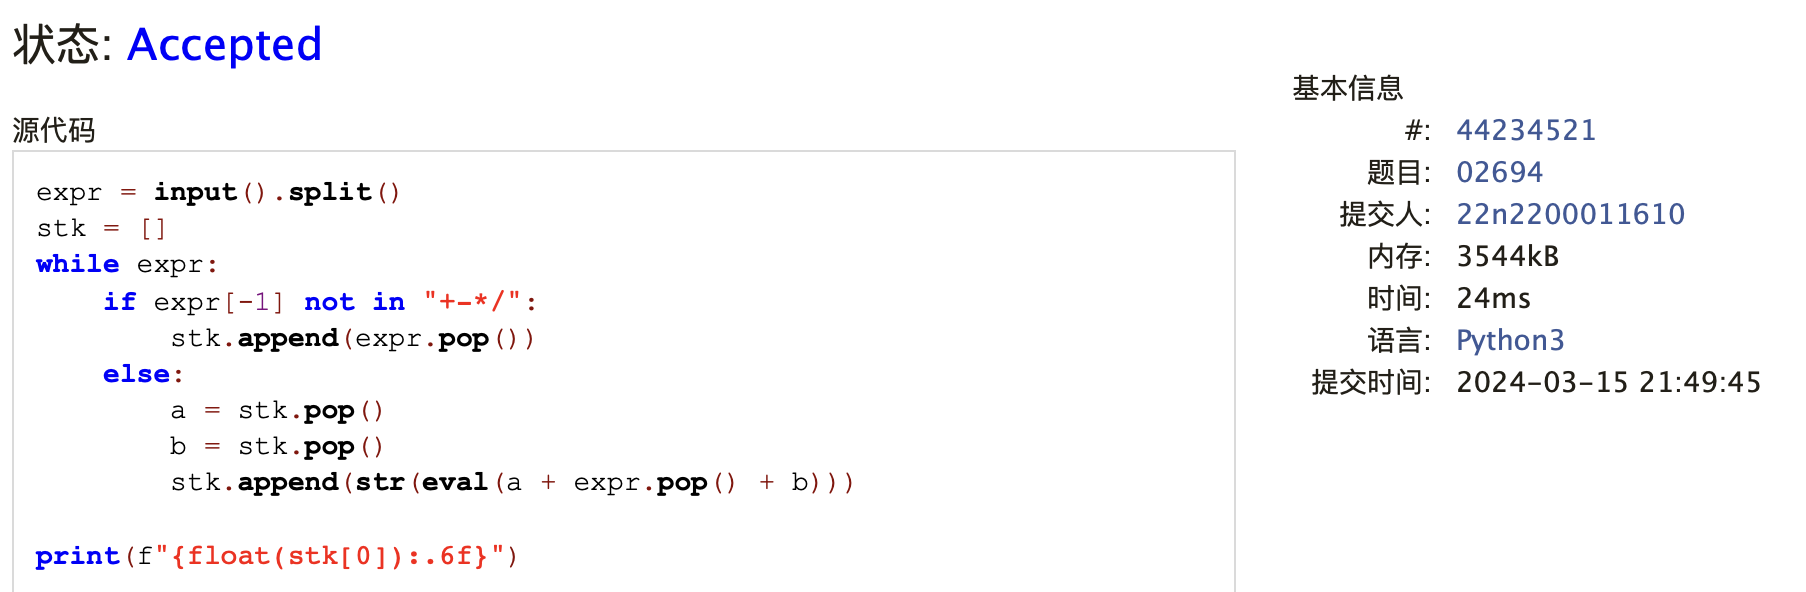 状态: Accepted
源代码
expr = input().split()
stk = []
while expr:
    if expr[-1] not in "+-*/":
        stk.append(expr.pop())
    else:
        a = stk.pop()
        b = stk.pop()
        stk.append(str(eval(a + expr.pop() + b)))
print(f"{float(stk[0]):.6f}")
基本信息
#: 44234521
题目: 02694
提交人: 22n2200011610
内存: 3544kB
时间: 24ms
语言: Python3
提交时间: 2024-03-15 21:49:45